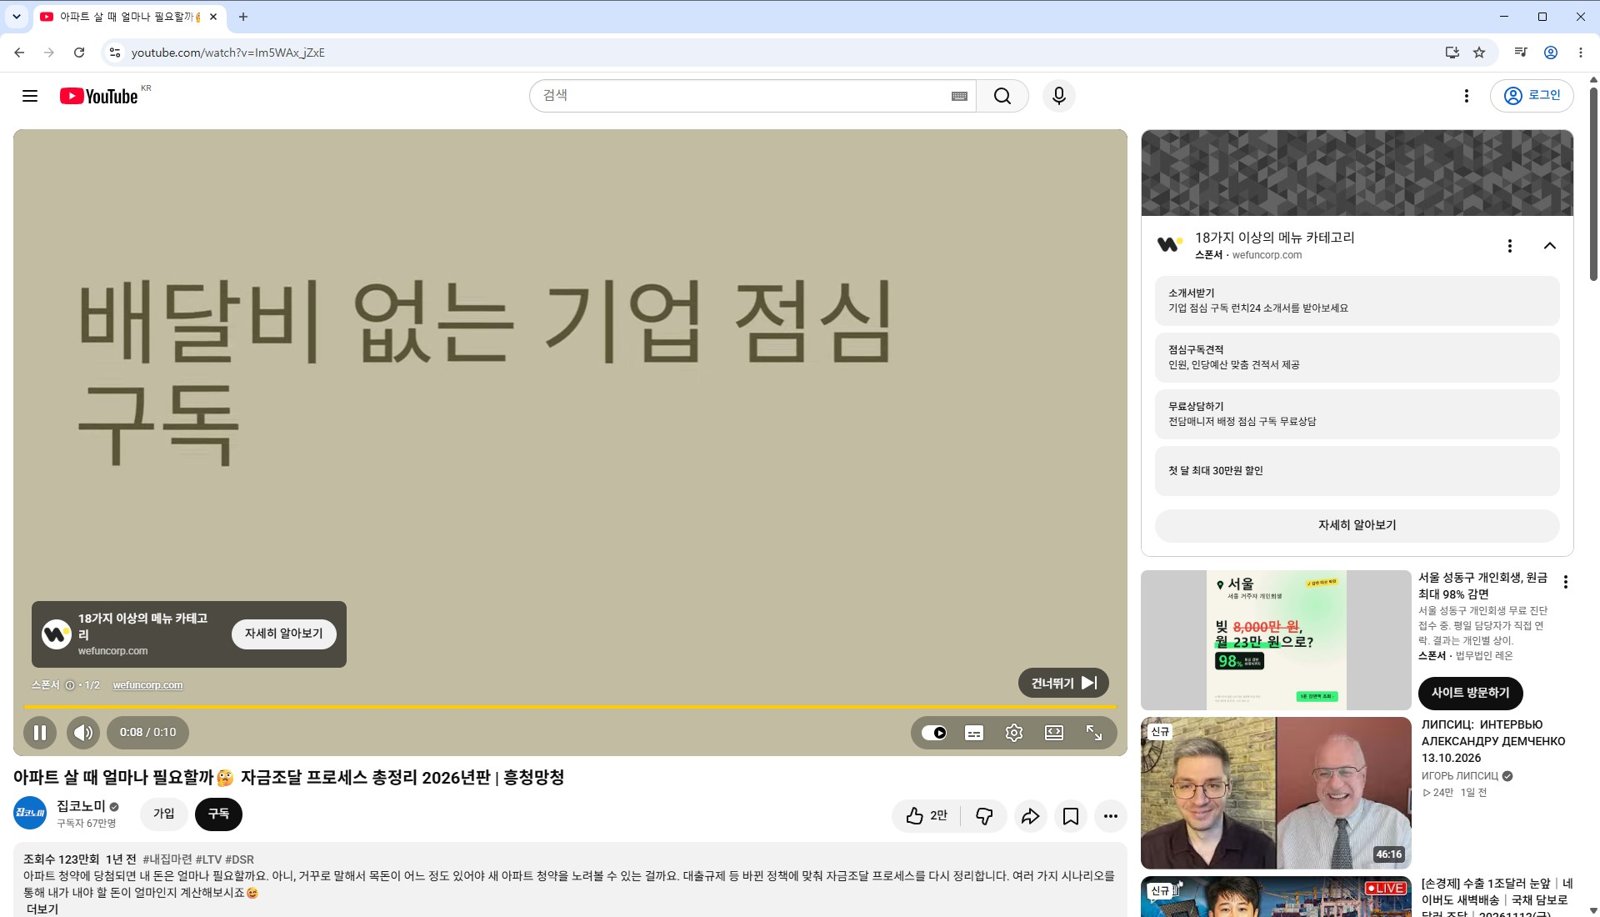 아파트 살 때 얼마나 필요할까
youtube.com/watch?v=Im5WAx_jZxE
YouTube KR
검색
로그인
배달비 없는 기업 점심
구독
18가지 이상의 메뉴 카테고
리
wefuncorp.com
자세히 알아보기
스폰서 · 1/2 wefuncorp.com
건너뛰기
0:08 / 0:10
아파트 살 때 얼마나 필요할까🤔 자금조달 프로세스 총정리 2026년판 | 흥청망청
집코노미
집코노미
구독자 67만명
가입
구독
2만
조회수 123만회 1년 전 #내집마련 #LTV #DSR
아파트 청약에 당첨되면 내 돈은 얼마나 필요할까요. 아니, 거꾸로 말해서 목돈이 어느 정도 있어야 새 아파트 청약을 노려볼 수 있는 걸까요. 대출규제 등 바뀐 정책에 맞춰 자금조달 프로세스를 다시 정리합니다. 여러 가지 시나리오를
통해 내가 내야 할 돈이 얼마인지 계산해보시죠😄
더보기
18가지 이상의 메뉴 카테고리
스폰서 · wefuncorp.com
소개서받기
기업 점심 구독 런치24 소개서를 받아보세요
점심구독견적
인원, 인당예산 맞춤 견적서 제공
무료상담하기
전담매니저 배정 점심 구독 무료상담
첫 달 최대 30만원 할인
자세히 알아보기
서울
서울 거주자 개인회생
빚 8,000만 원,
월 23만 원으로?
98%
서울 성동구 개인회생, 원금
최대 98% 감면
서울 성동구 개인회생 무료 진단
접수 중. 평일 담당자가 직접 연
락. 결과는 개인별 상이.
스폰서 · 법무법인 레온
사이트 방문하기
신규
46:16
ЛИПСИЦ: ИНТЕРВЬЮ
АЛЕКСАНДРУ ДЕМЧЕНКО
13.10.2026
ИГОРЬ ЛИПСИЦ
24만 1일 전
신규
LIVE
[손경제] 수출 1조달러 눈앞 | 네
이버도 새벽배송 | 국채 담보로